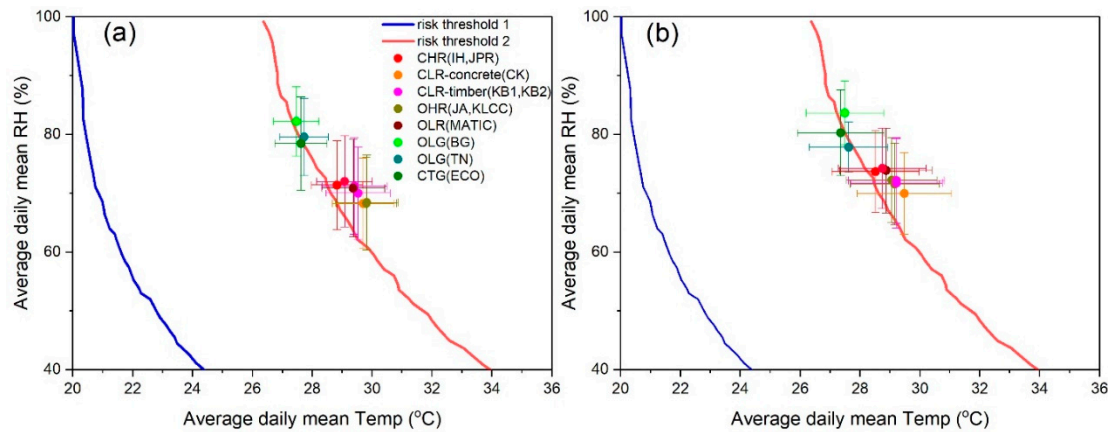 (a)
risk threshold 1
risk threshold 2
CHR(IH,JPR)
CLR-concrete(CK)
CLR-timber(KB1,KB2)
OHR(JA,KLCC)
OLR(MATIC)
OLG(BG)
OLG(TN)
CTG(ECO)
100
80
60
40
Average daily mean RH (%)
20 22 24 26 28 30 32 34 36
Average daily mean Temp (°C)
(b)
100
80
60
40
Average daily mean RH (%)
20 22 24 26 28 30 32 34 36
Average daily mean Temp (°C)